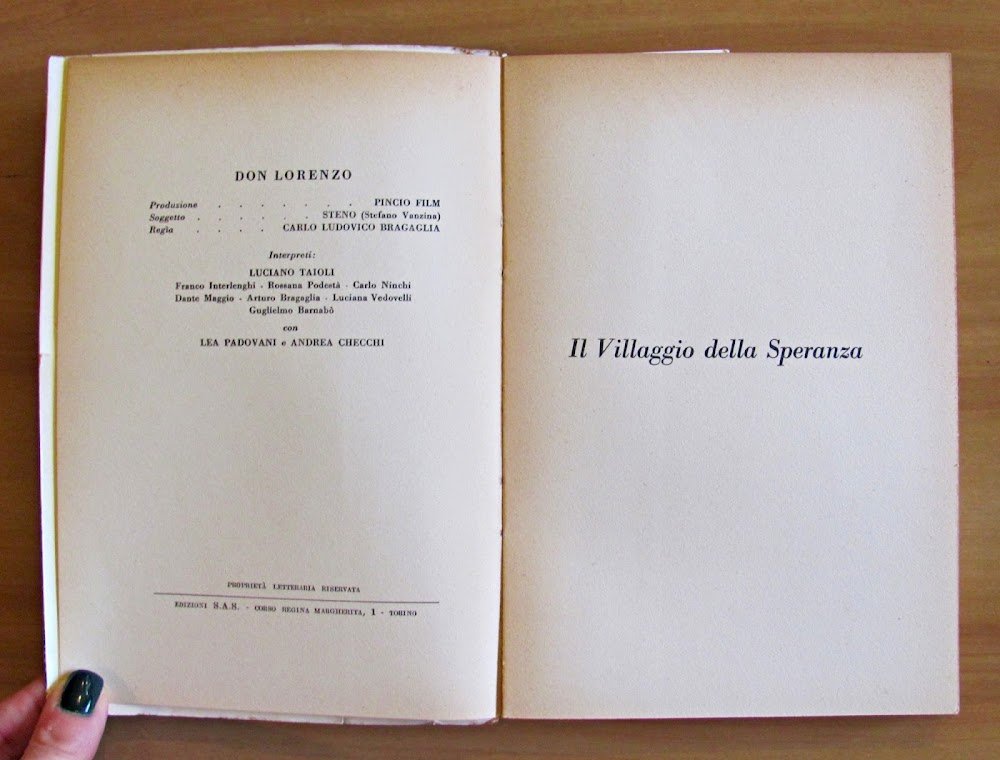 DON LORENZO
Produzione . . . . . . . PINCIO FILM
Soggetto . . . . . . STENO (Stefano Vanzina)
Regìa . . . . CARLO LUDOVICO BRAGAGLIA
Interpreti:
LUCIANO TAIOLI
Franco Interlenghi - Rossana Podestà - Carlo Ninchi
Dante Maggio - Arturo Bragaglia - Luciana Vedovelli
Guglielmo Barnabò
con
LEA PADOVANI e ANDREA CHECCHI
PROPRIETÀ LETTERARIA RISERVATA
EDIZIONI S.A.S. - CORSO REGINA MARGHERITA, 1 - TORINO
Il Villaggio della Speranza